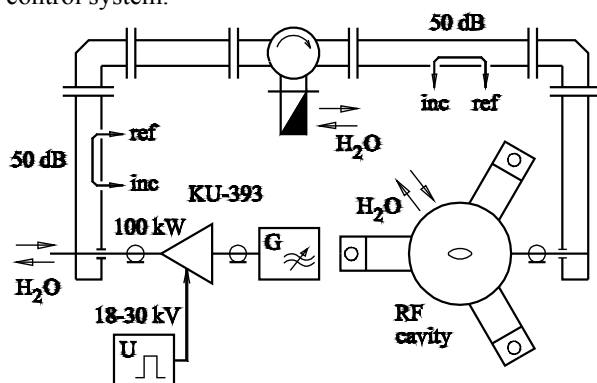 control system.
50 dB
inc ref
H2O
ref
50 dB
inc
KU-393
H2O
100 kW
G
H2O
18-30 kV
RF
cavity
U